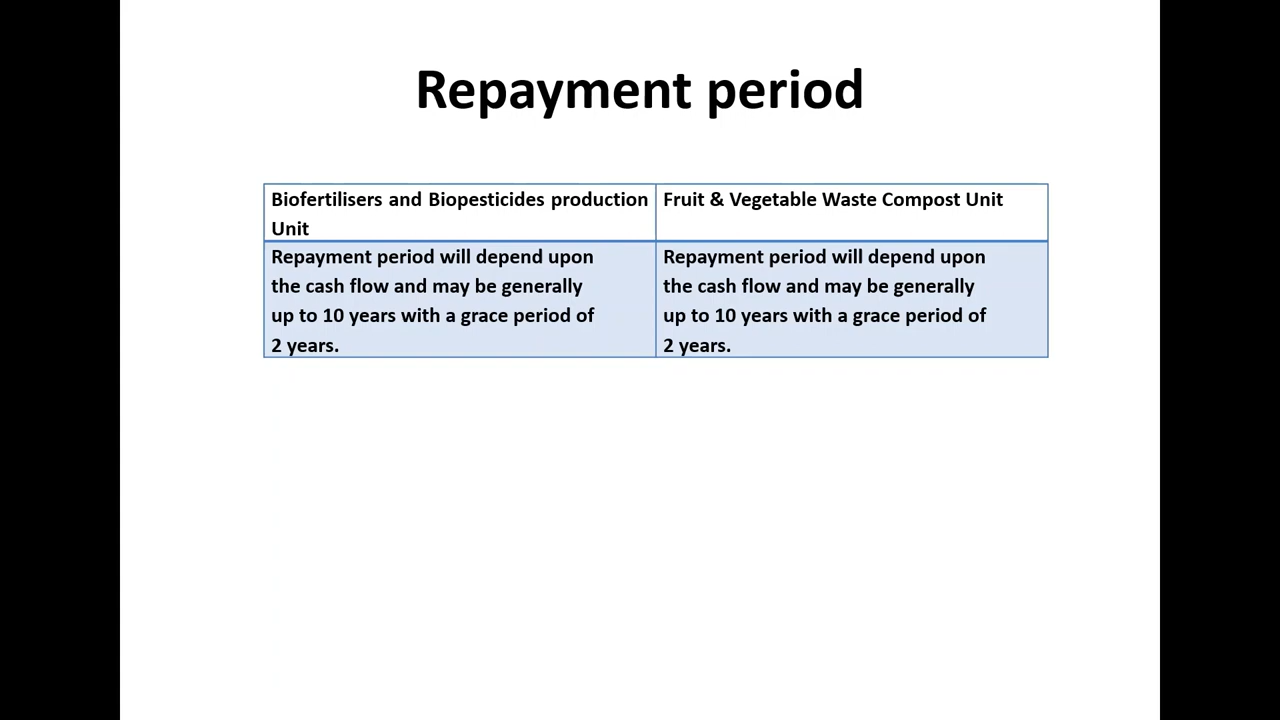 Repayment period
Biofertilisers and Biopesticides production
Unit
Fruit & Vegetable Waste Compost Unit
Repayment period will depend upon
the cash flow and may be generally
up to 10 years with a grace period of
2 years.
Repayment period will depend upon
the cash flow and may be generally
up to 10 years with a grace period of
2 years.